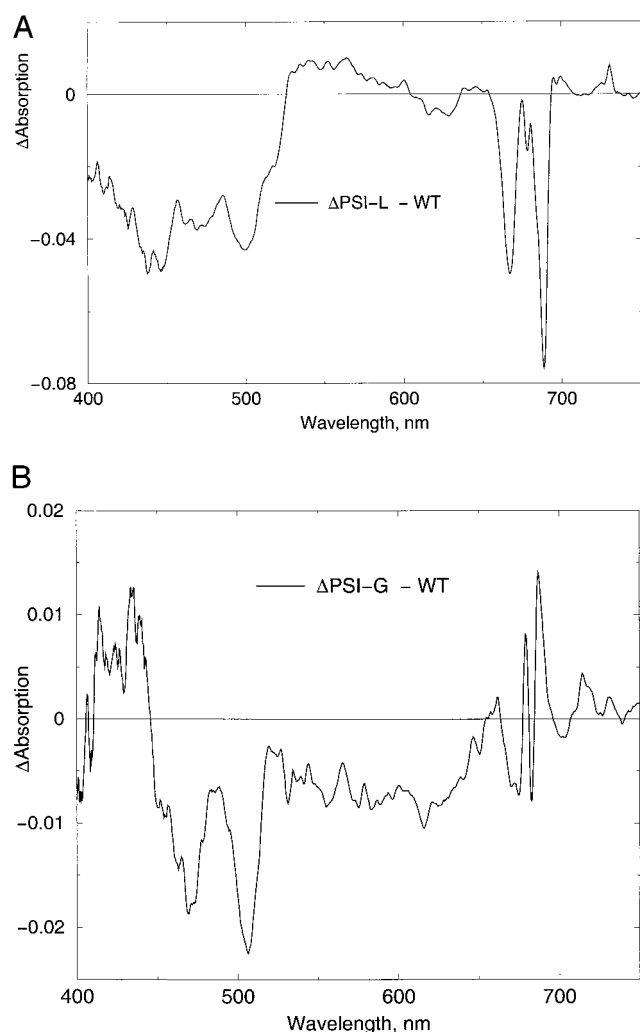 A
0
−0.04
−0.08
ΔAbsorption
ΔPSI−L − WT
400
500
600
700
Wavelength, nm
B
0.02
0.01
0
−0.01
−0.02
ΔAbsorption
ΔPSI−G − WT
400
500
600
700
Wavelength, nm